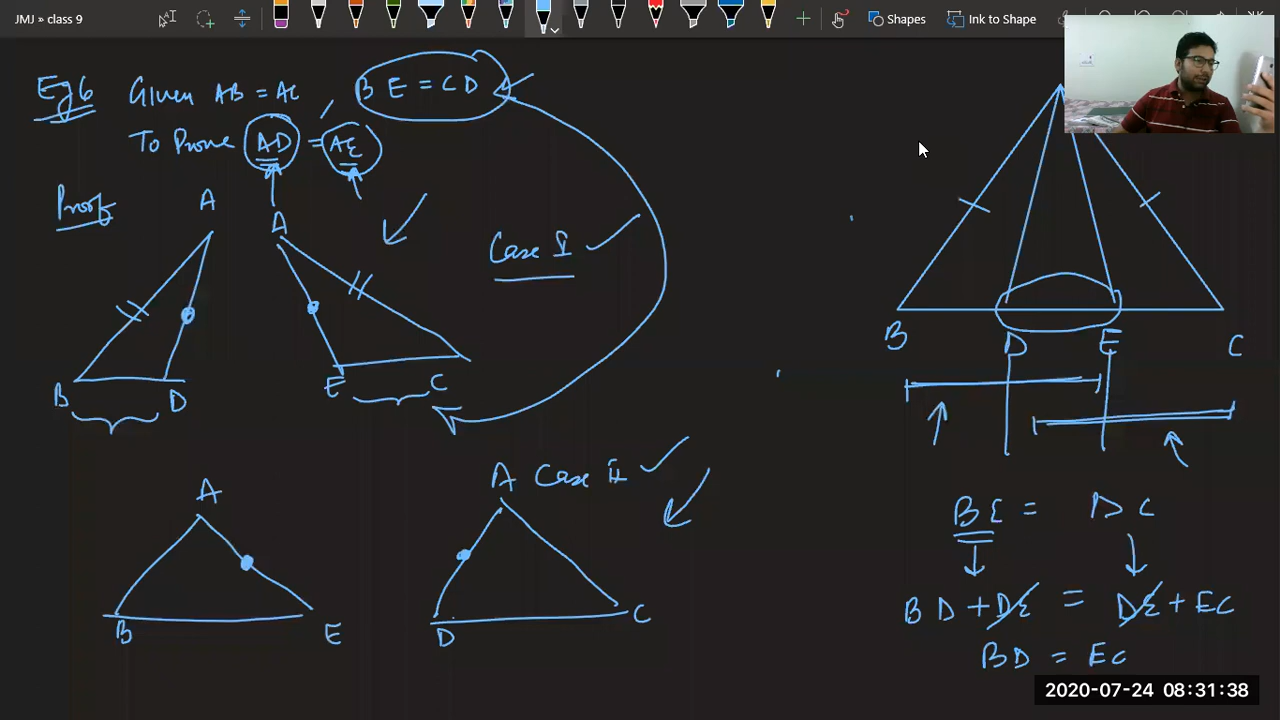 JMJ » class 9
Shapes
Ink to Shape
Eg 6 Given AB = AC, BE = CD
To Prove AD = AE
Proof
A
A
Case I
B D
E C
A
A Case II
B E
D C
B D E C
BE = DC
BD + DE = DE + EC
BD = EC
2020-07-24 08:31:38